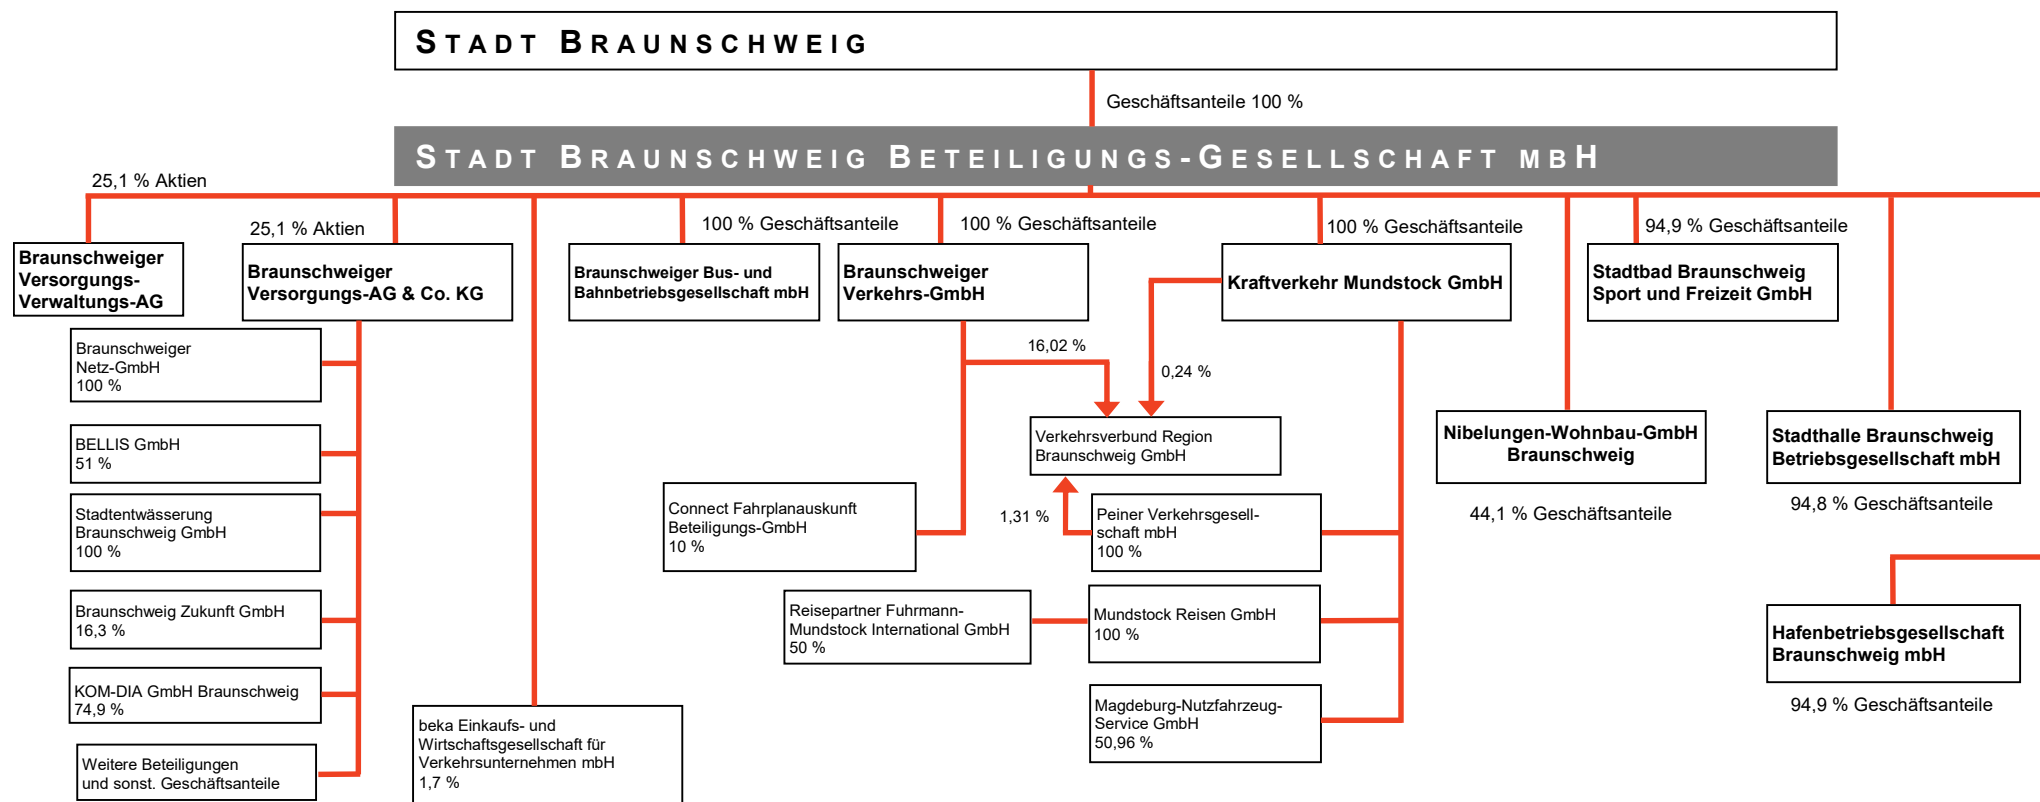 STADT BRAUNSCHWEIG
Geschäftsanteile 100 %
STADT BRAUNSCHWEIG BETEILIGUNGS-GESELLSCHAFT MBH
25,1 % Aktien
25,1 % Aktien
100 % Geschäftsanteile
100 % Geschäftsanteile
100 % Geschäftsanteile
94,9 % Geschäftsanteile
Braunschweiger
Versorgungs-
Verwaltungs-AG
Braunschweiger
Versorgungs-AG & Co. KG
Braunschweiger Bus- und
Bahnbetriebsgesellschaft mbH
Braunschweiger
Verkehrs-GmbH
Kraftverkehr Mundstock GmbH
Stadtbad Braunschweig
Sport und Freizeit GmbH
Braunschweiger
Netz-GmbH
100 %
BELLIS GmbH
51 %
Stadtentwässerung
Braunschweig GmbH
100 %
Braunschweig Zukunft GmbH
16,3 %
KOM-DIA GmbH Braunschweig
74,9 %
Weitere Beteiligungen
und sonst. Geschäftsanteile
beka Einkaufs- und
Wirtschaftsgesellschaft für
Verkehrsunternehmen mbH
1,7 %
16,02 %
0,24 %
Verkehrsverbund Region
Braunschweig GmbH
Connect Fahrplanauskunft
Beteiligungs-GmbH
10 %
1,31 %
Peiner Verkehrsgesell-
schaft mbH
100 %
Reisepartner Fuhrmann-
Mundstock International GmbH
50 %
Mundstock Reisen GmbH
100 %
Magdeburg-Nutzfahrzeug-
Service GmbH
50,96 %
Nibelungen-Wohnbau-GmbH
Braunschweig
44,1 % Geschäftsanteile
Stadthalle Braunschweig
Betriebsgesellschaft mbH
94,8 % Geschäftsanteile
Hafenbetriebsgesellschaft
Braunschweig mbH
94,9 % Geschäftsanteile